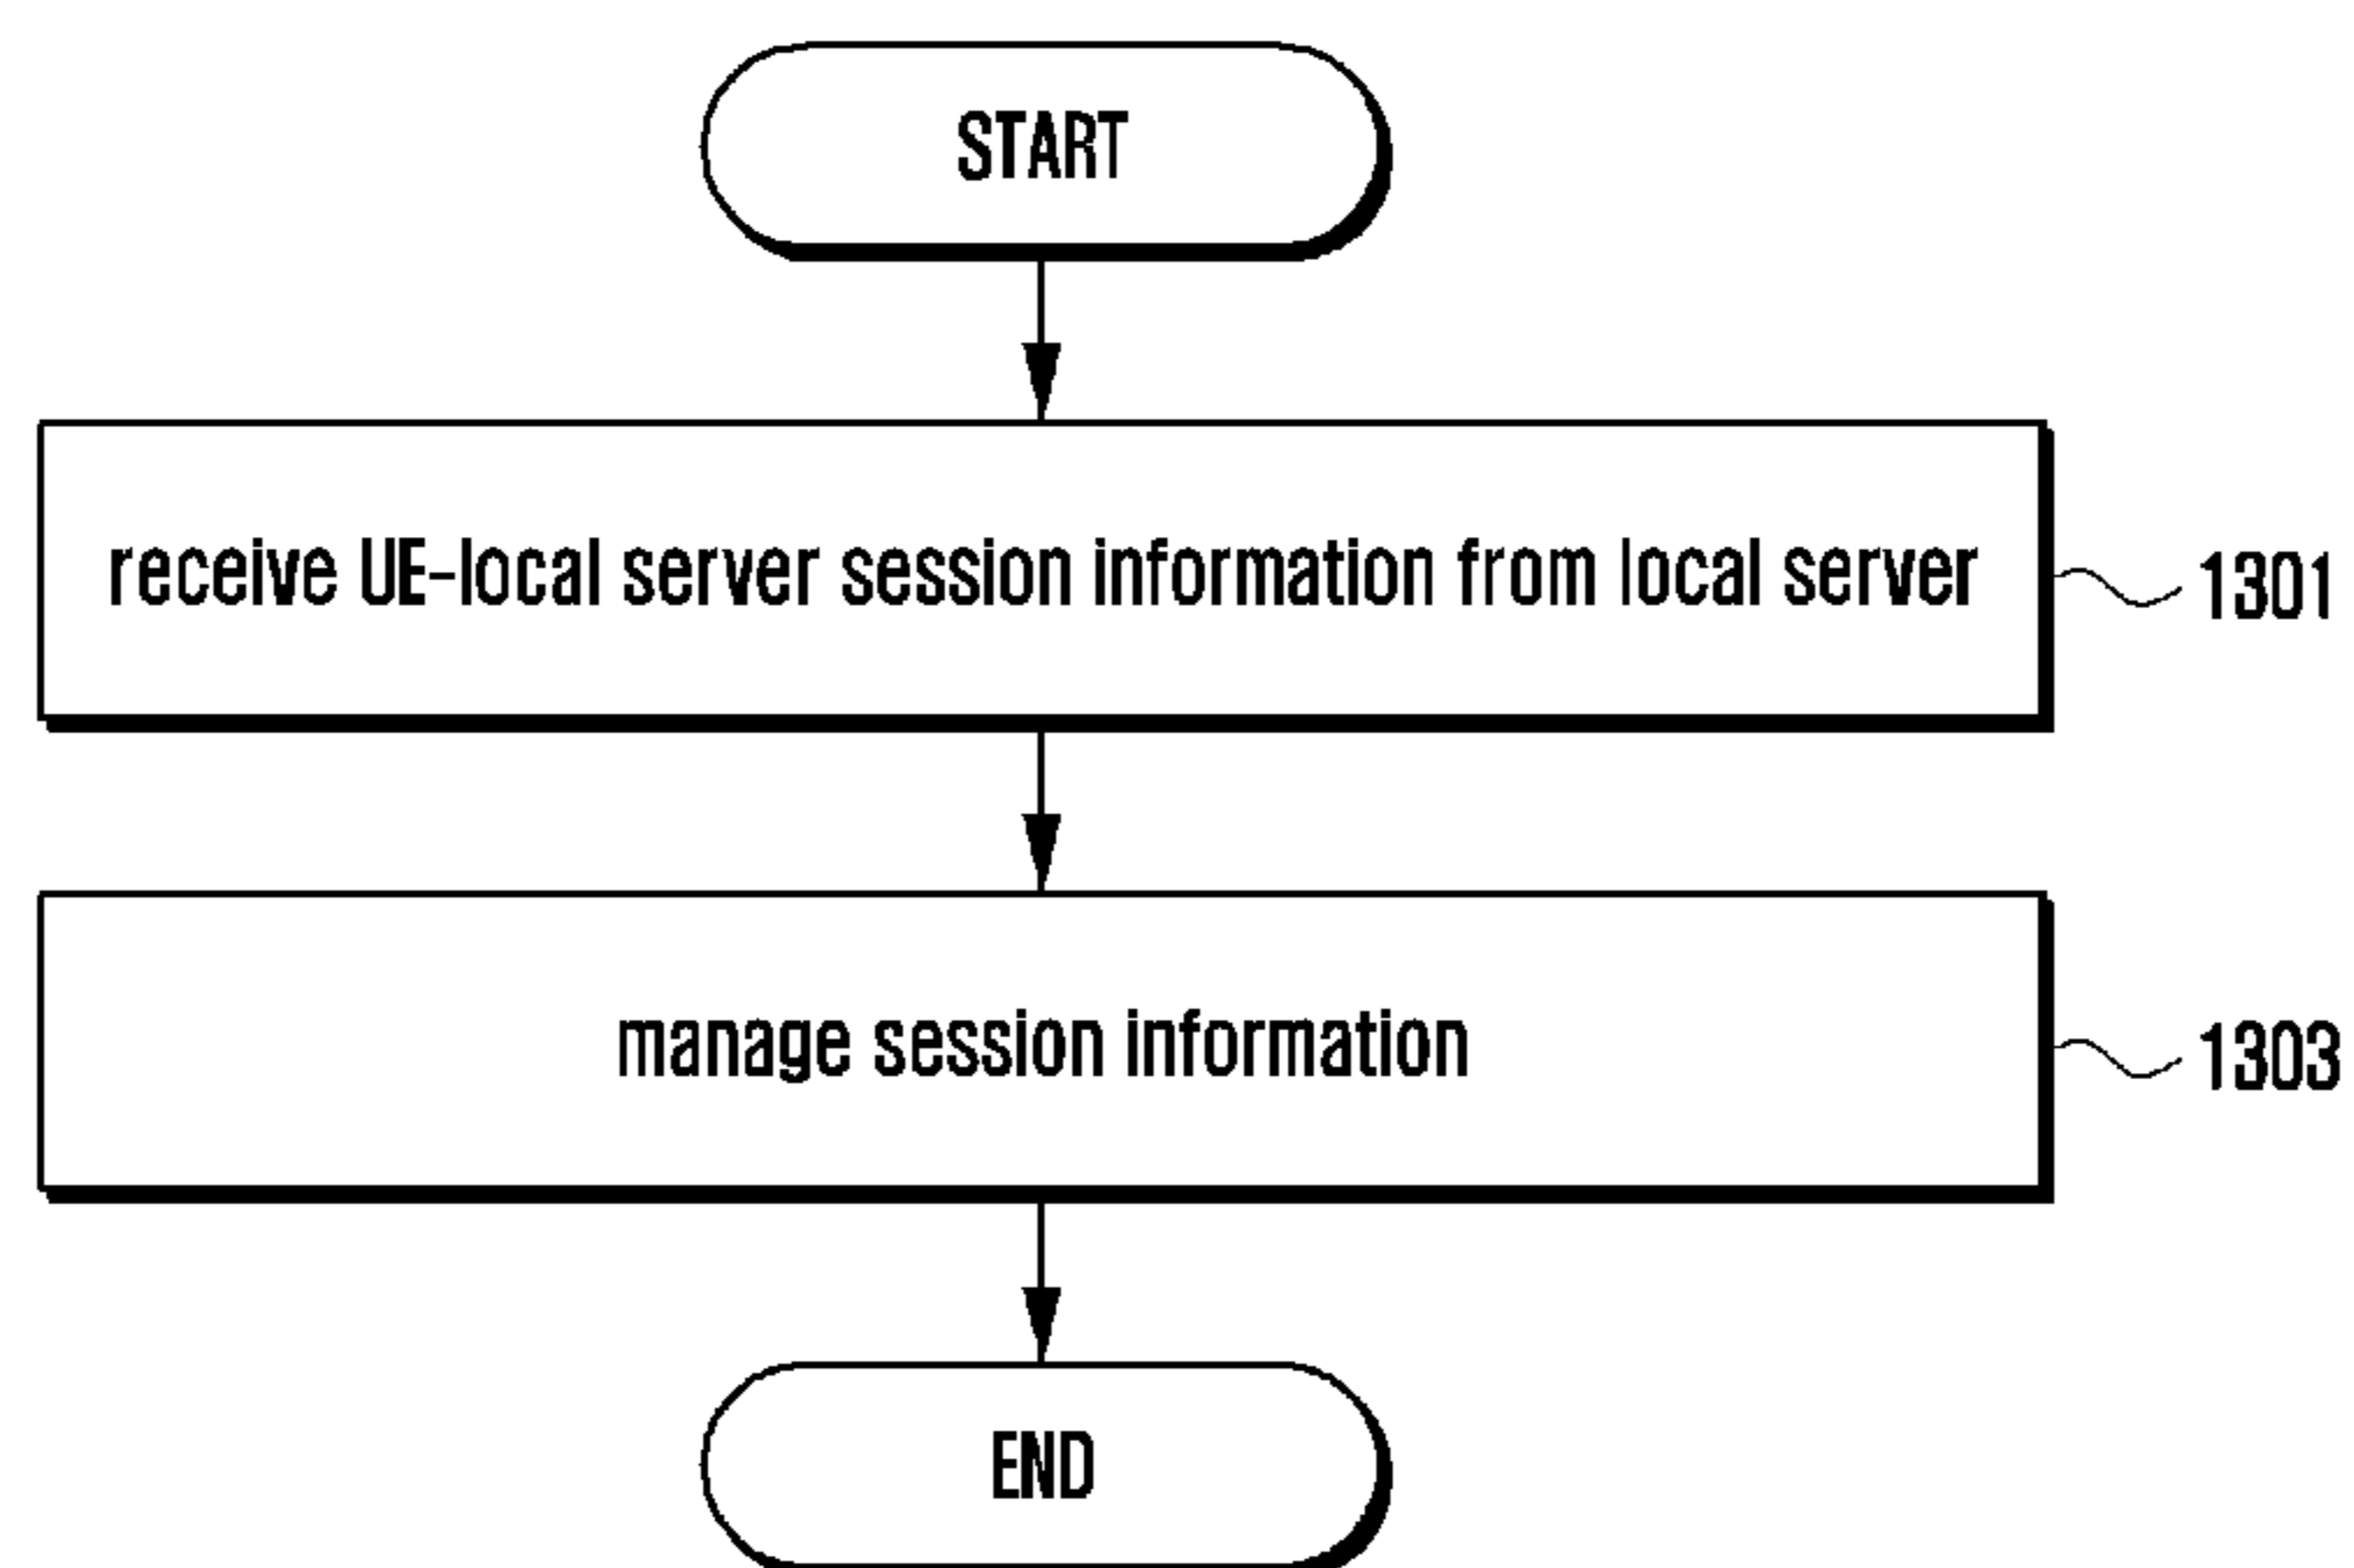 START
receive UE-local server session information from local server
1301
manage session information
1303
END